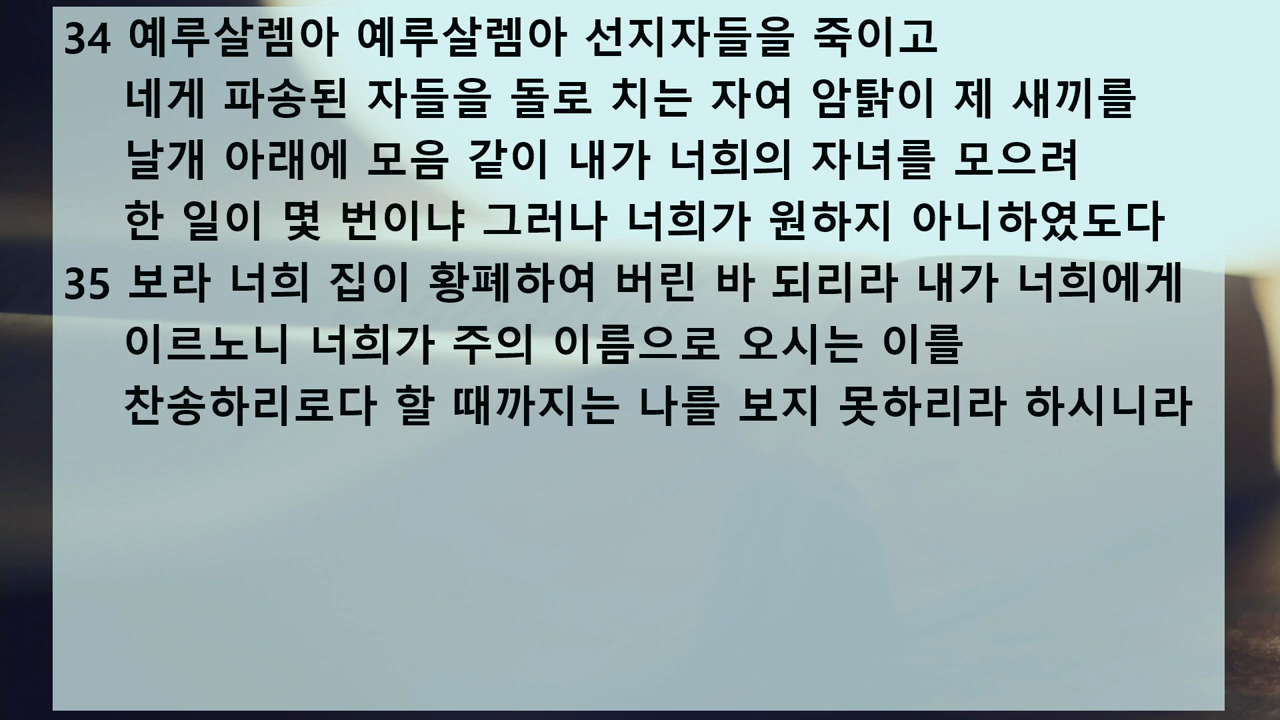 34 예루살렘아 예루살렘아 선지자들을 죽이고
네게 파송된 자들을 돌로 치는 자여 암탉이 제 새끼를
날개 아래에 모음 같이 내가 너희의 자녀를 모으려
한 일이 몇 번이냐 그러나 너희가 원하지 아니하였도다
35 보라 너희 집이 황폐하여 버린 바 되리라 내가 너희에게
이르노니 너희가 주의 이름으로 오시는 이를
찬송하리로다 할 때까지는 나를 보지 못하리라 하시니라